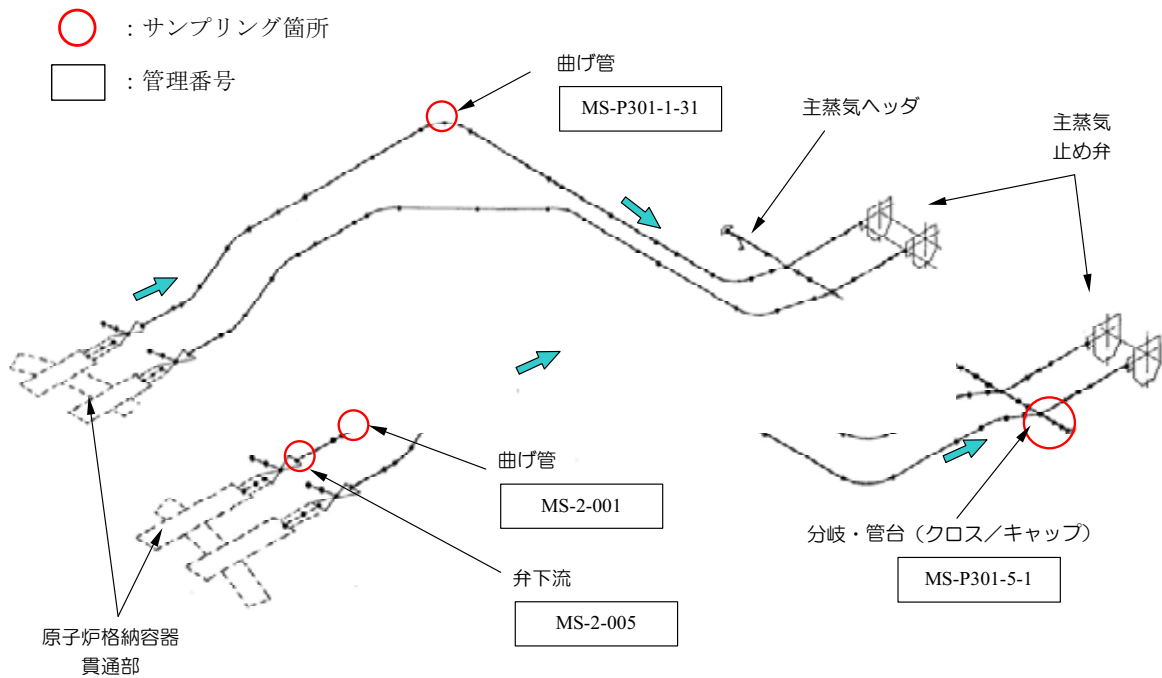 ：サンプリング箇所
：管理番号
曲げ管
MS-P301-1-31
主蒸気ヘッダ
主蒸気
止め弁
曲げ管
MS-2-001
弁下流
MS-2-005
分岐・管台（クロス／キャップ）
MS-P301-5-1
原子炉格納容器
貫通部